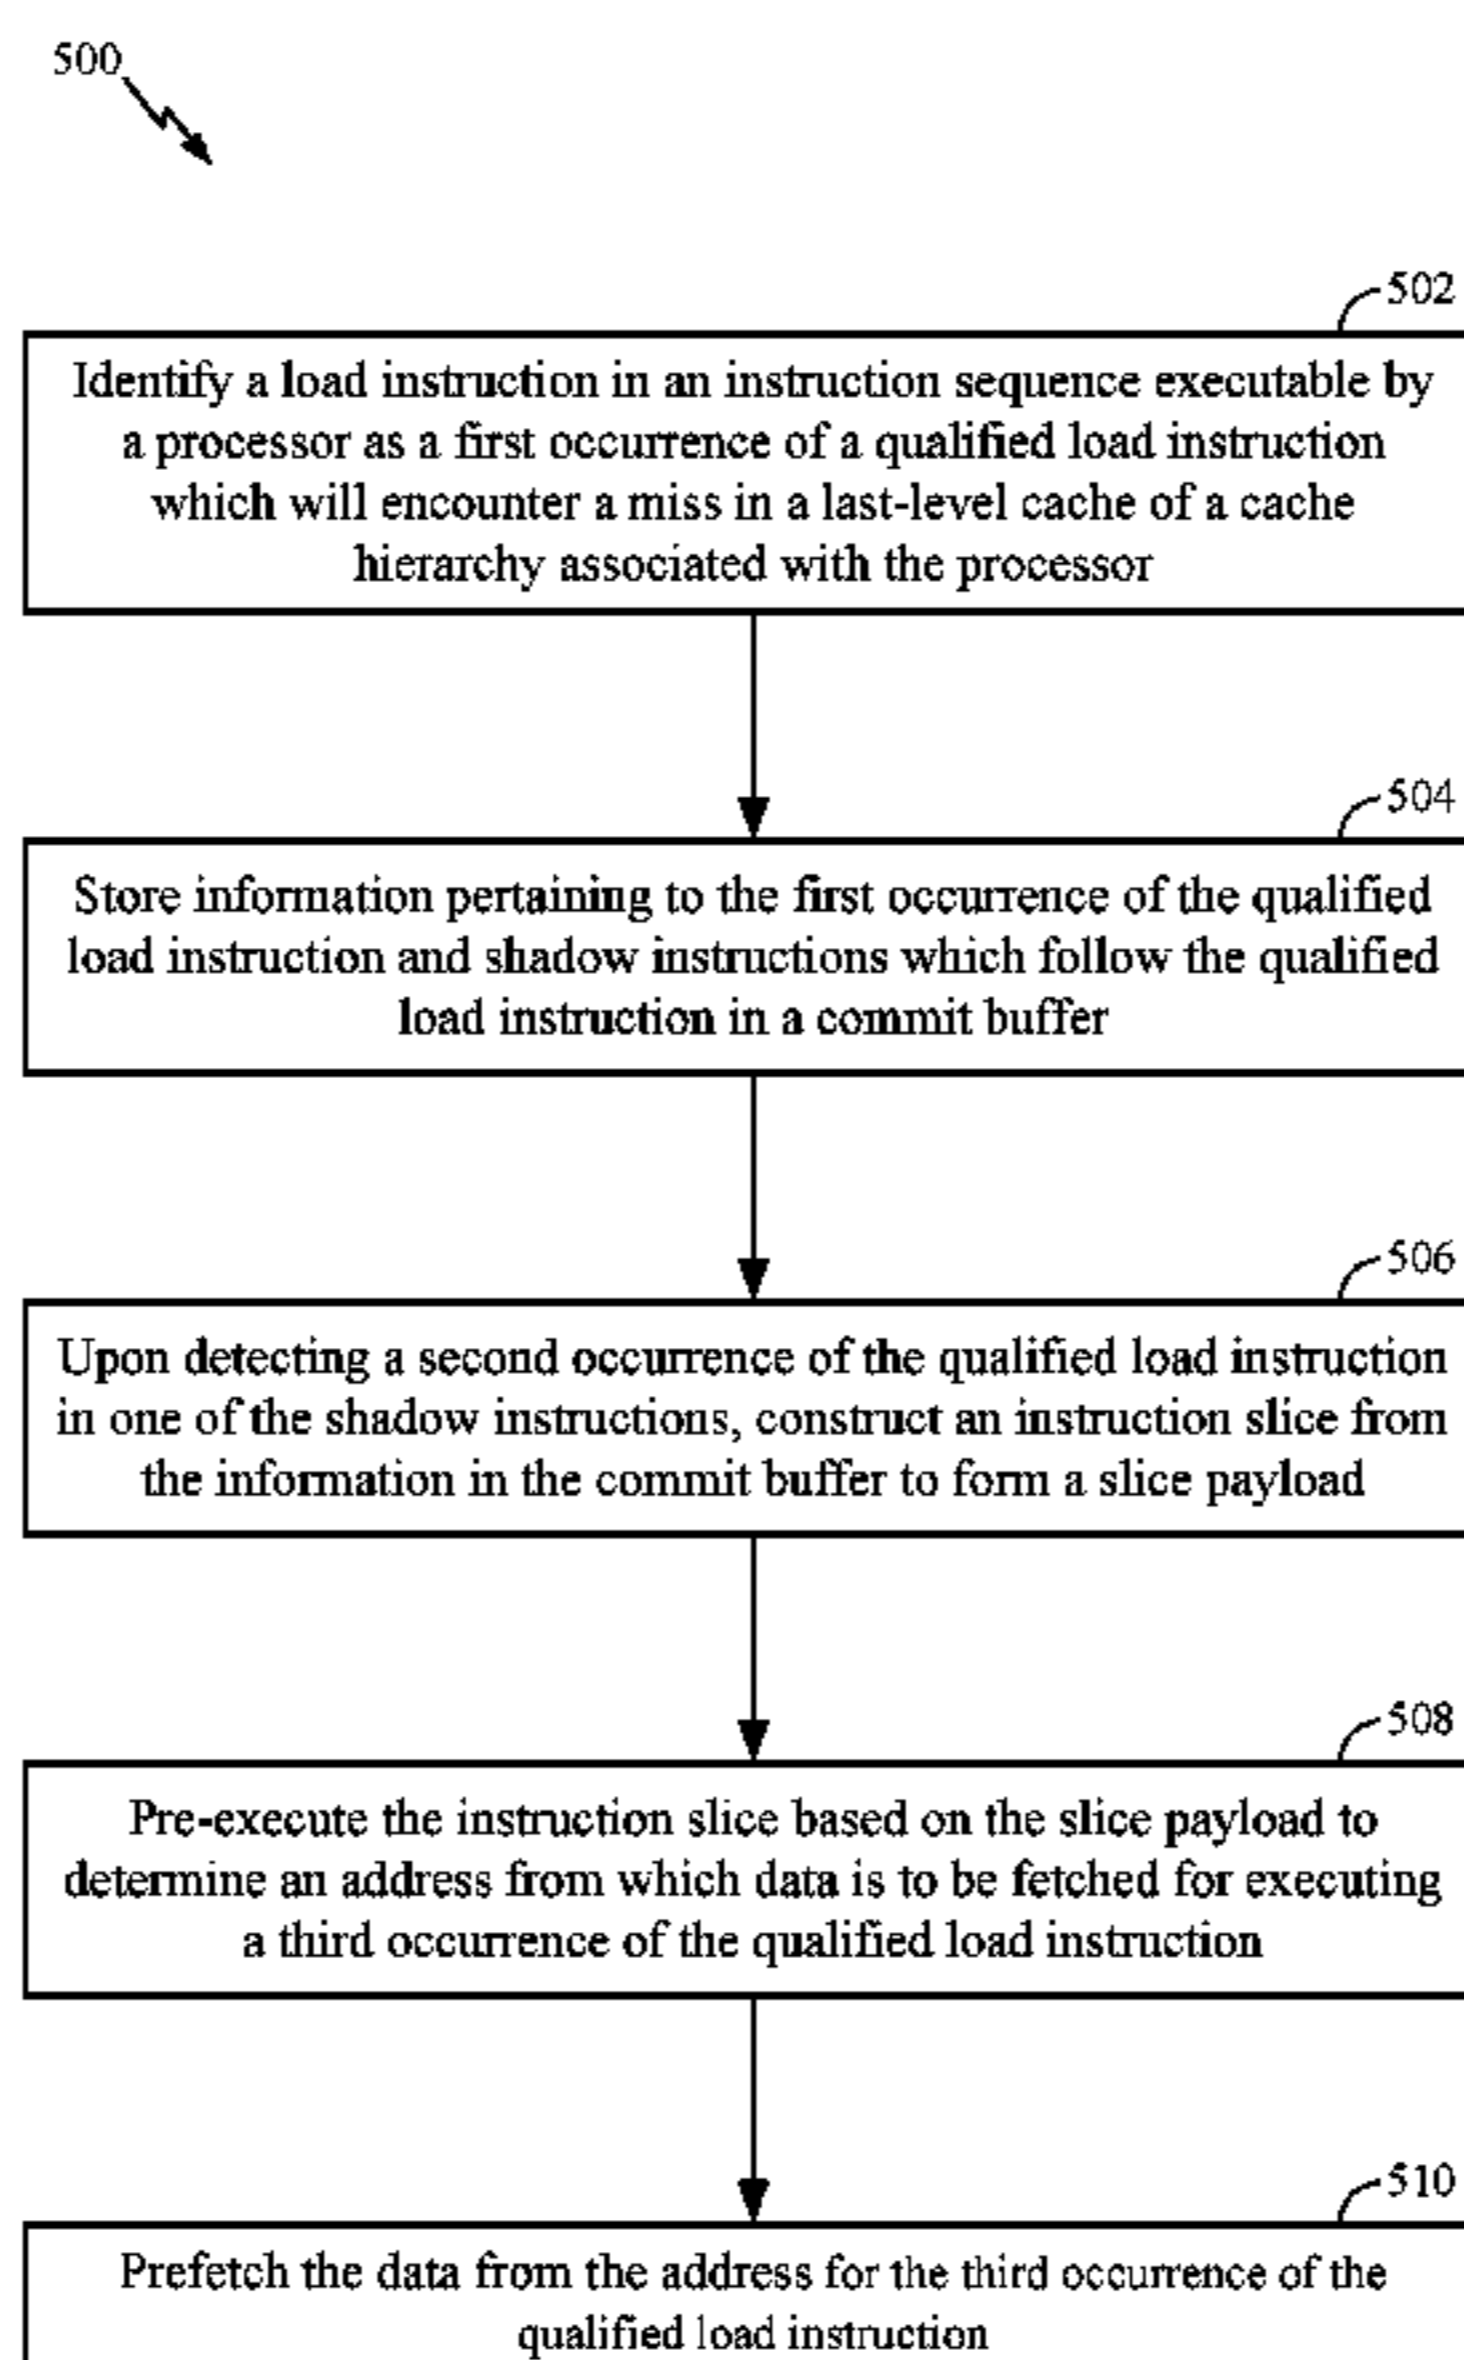 500
502
Identify a load instruction in an instruction sequence executable by
a processor as a first occurrence of a qualified load instruction
which will encounter a miss in a last-level cache of a cache
hierarchy associated with the processor
504
Store information pertaining to the first occurrence of the qualified
load instruction and shadow instructions which follow the qualified
load instruction in a commit buffer
506
Upon detecting a second occurrence of the qualified load instruction
in one of the shadow instructions, construct an instruction slice from
the information in the commit buffer to form a slice payload
508
Pre-execute the instruction slice based on the slice payload to
determine an address from which data is to be fetched for executing
a third occurrence of the qualified load instruction
510
Prefetch the data from the address for the third occurrence of the
qualified load instruction